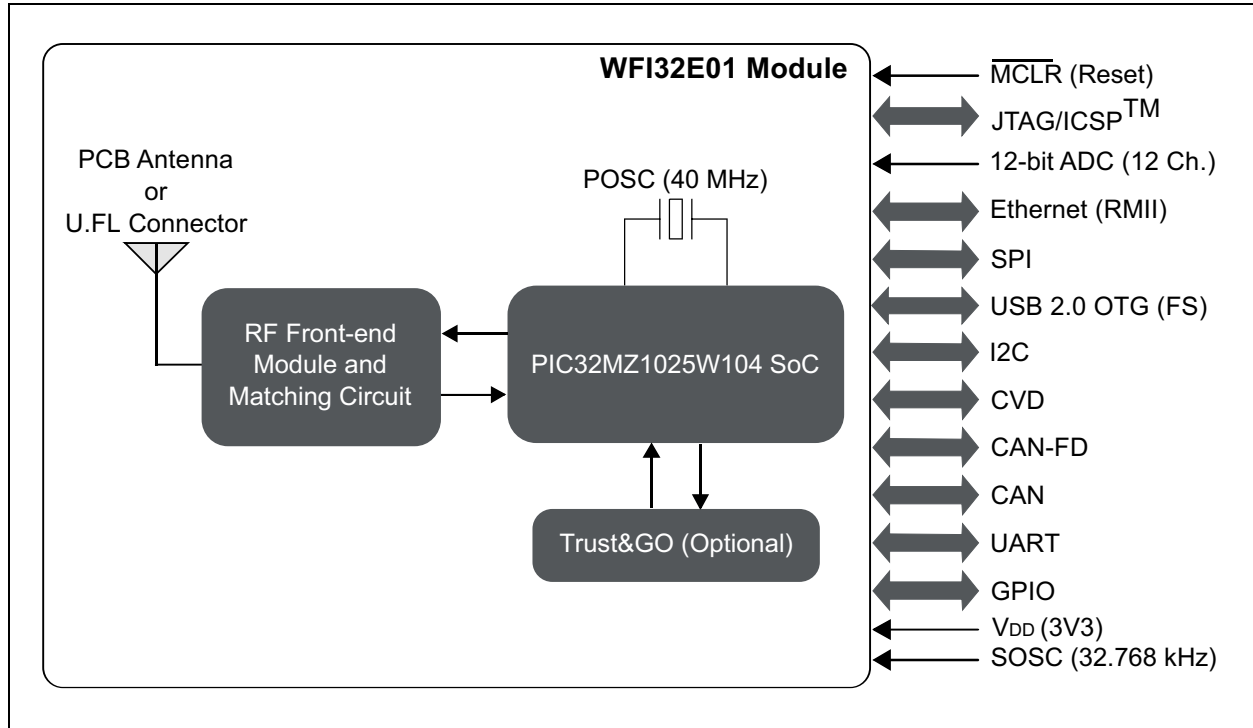 WFI32E01 Module
PCB Antenna
or
U.FL Connector
POSC (40 MHz)
RF Front-end
Module and
Matching Circuit
PIC32MZ1025W104 SoC
Trust&GO (Optional)
MCLR (Reset)
JTAG/ICSP™
12-bit ADC (12 Ch.)
Ethernet (RMII)
SPI
USB 2.0 OTG (FS)
I2C
CVD
CAN-FD
CAN
UART
GPIO
VDD (3V3)
SOSC (32.768 kHz)